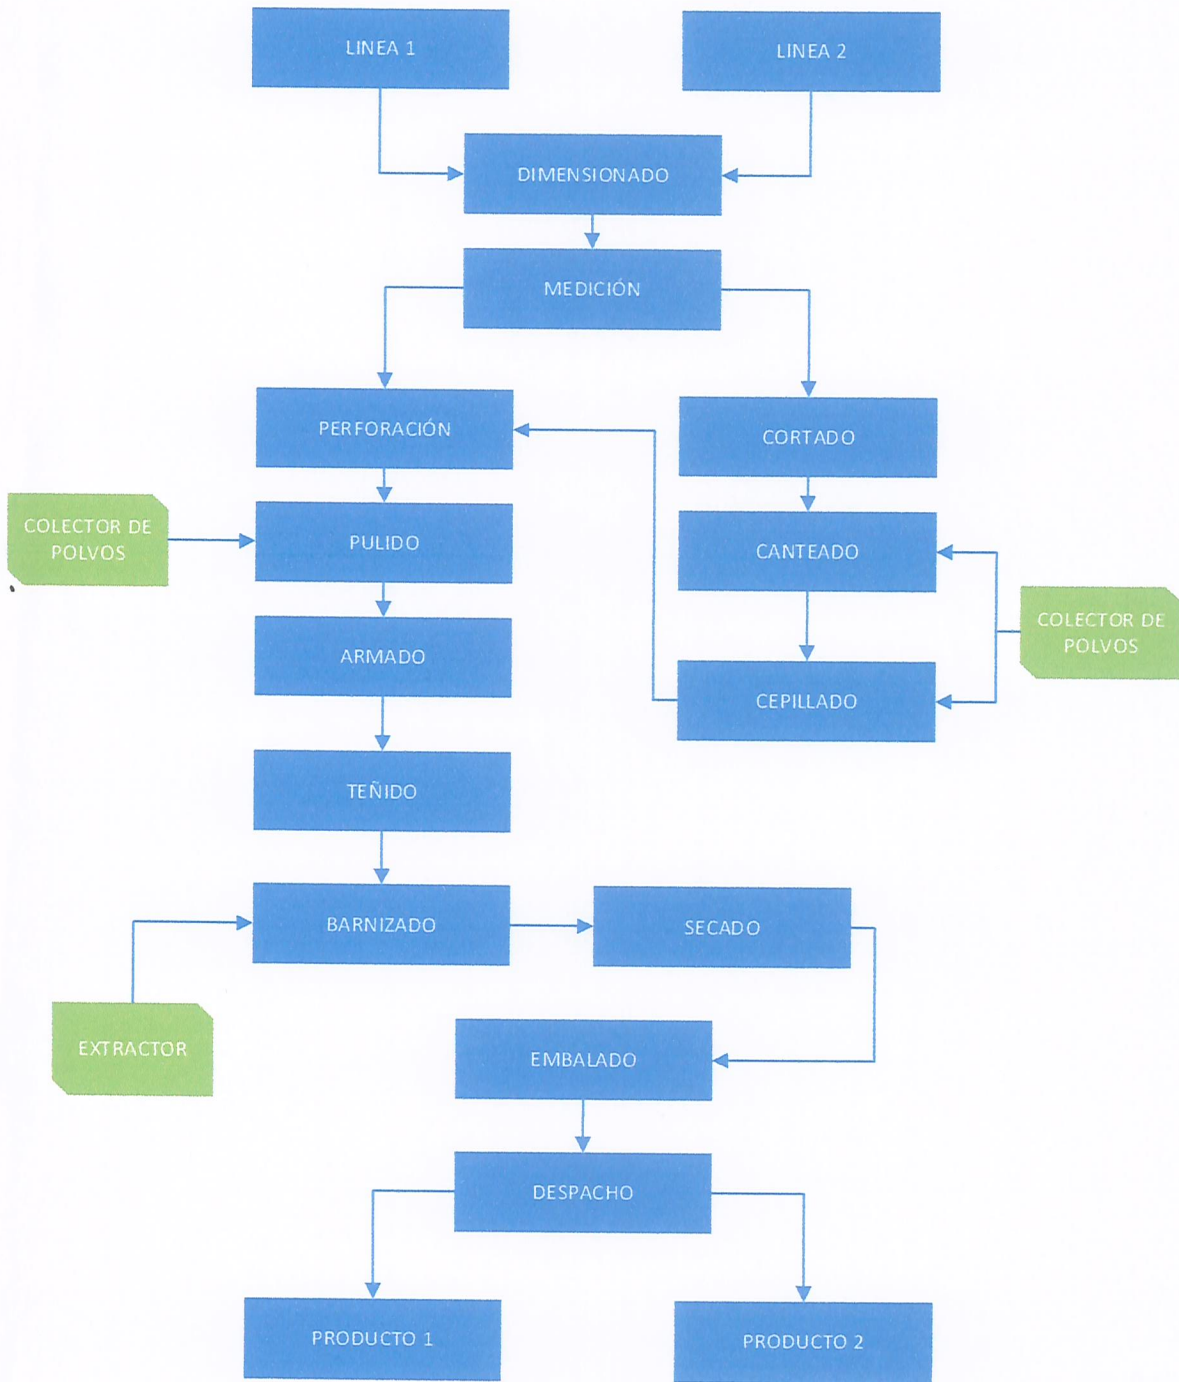 LINEA 1
LINEA 2
DIMENSIONADO
MEDICIÓN
PERFORACIÓN
CORTADO
COLECTOR DE
POLVOS
PULIDO
CANTEADO
COLECTOR DE
POLVOS
ARMADO
CEPILLADO
TEÑIDO
BARNIZADO
SECADO
EXTRACTOR
EMBALADO
DESPACHO
PRODUCTO 1
PRODUCTO 2